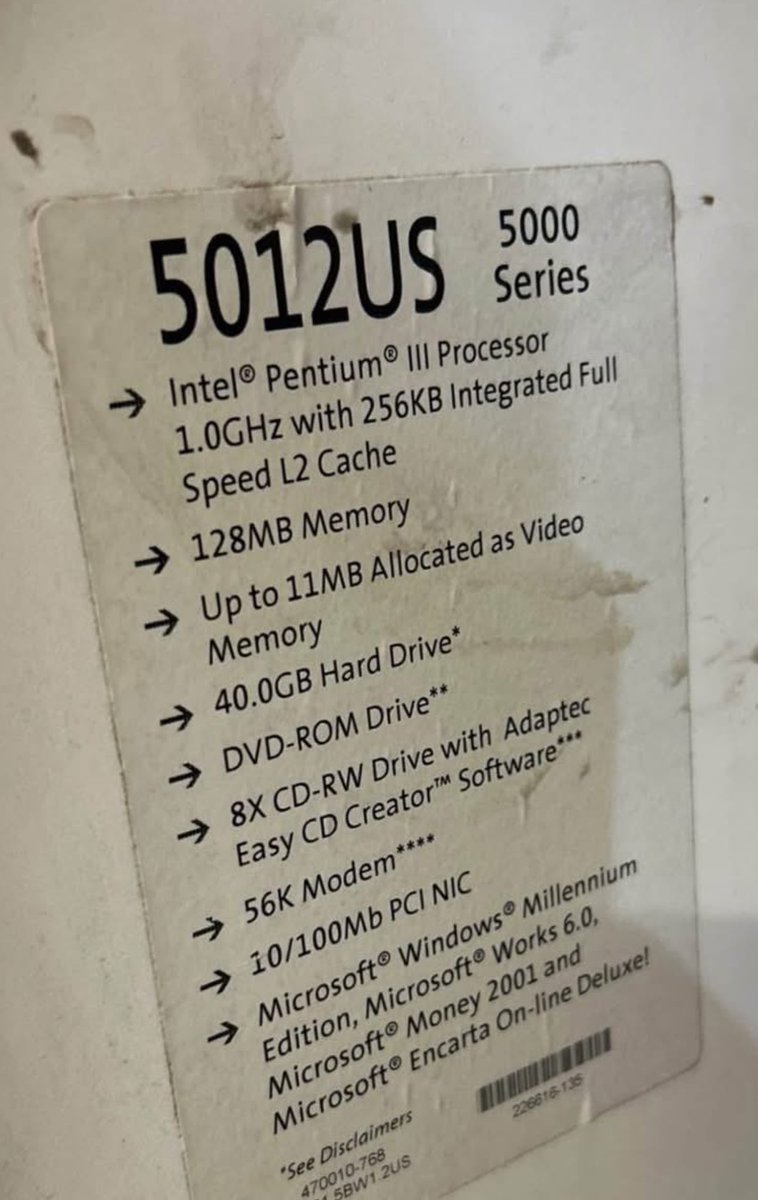 5012US 5000 Series
→ Intel® Pentium® III Processor
1.0GHz with 256KB Integrated Full
Speed L2 Cache
→ 128MB Memory
→ Up to 11MB Allocated as Video
Memory
→ 40.0GB Hard Drive*
→ DVD-ROM Drive**
→ 8X CD-RW Drive with Adaptec
Easy CD Creator™ Software***
→ 56K Modem****
→ 10/100Mb PCI NIC
→ Microsoft® Windows® Millennium
Edition, Microsoft® Works 6.0,
Microsoft® Money 2001 and
Microsoft® Encarta On-line Deluxe!
226616-135
*See Disclaimers
470010-768